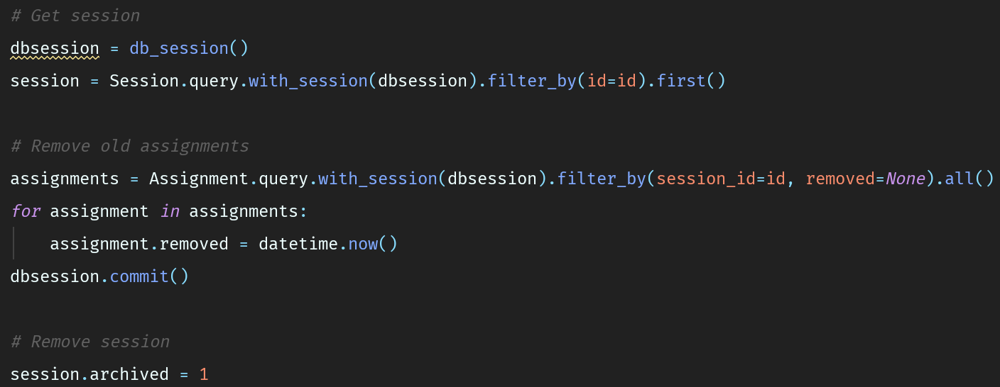 # Get session
dbsession = db_session()
session = Session.query.with_session(dbsession).filter_by(id=id).first()
# Remove old assignments
assignments = Assignment.query.with_session(dbsession).filter_by(session_id=id, removed=None).all()
for assignment in assignments:
    assignment.removed = datetime.now()
dbsession.commit()
# Remove session
session.archived = 1